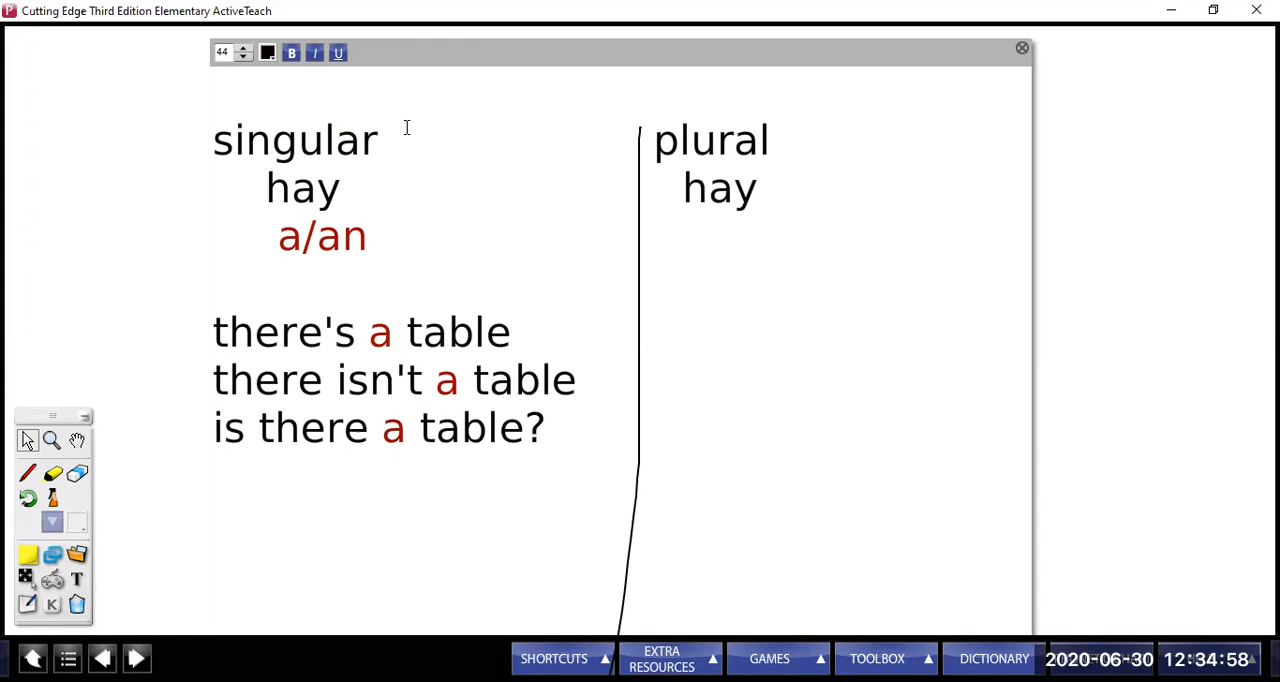 Cutting Edge Third Edition Elementary ActiveTeach
44 B I U
singular
hay
a/an
there's a table
there isn't a table
is there a table?
plural
hay
T
K
SHORTCUTS
EXTRA
RESOURCES
GAMES
TOOLBOX
DICTIONARY
2020-06-30 12:34:58